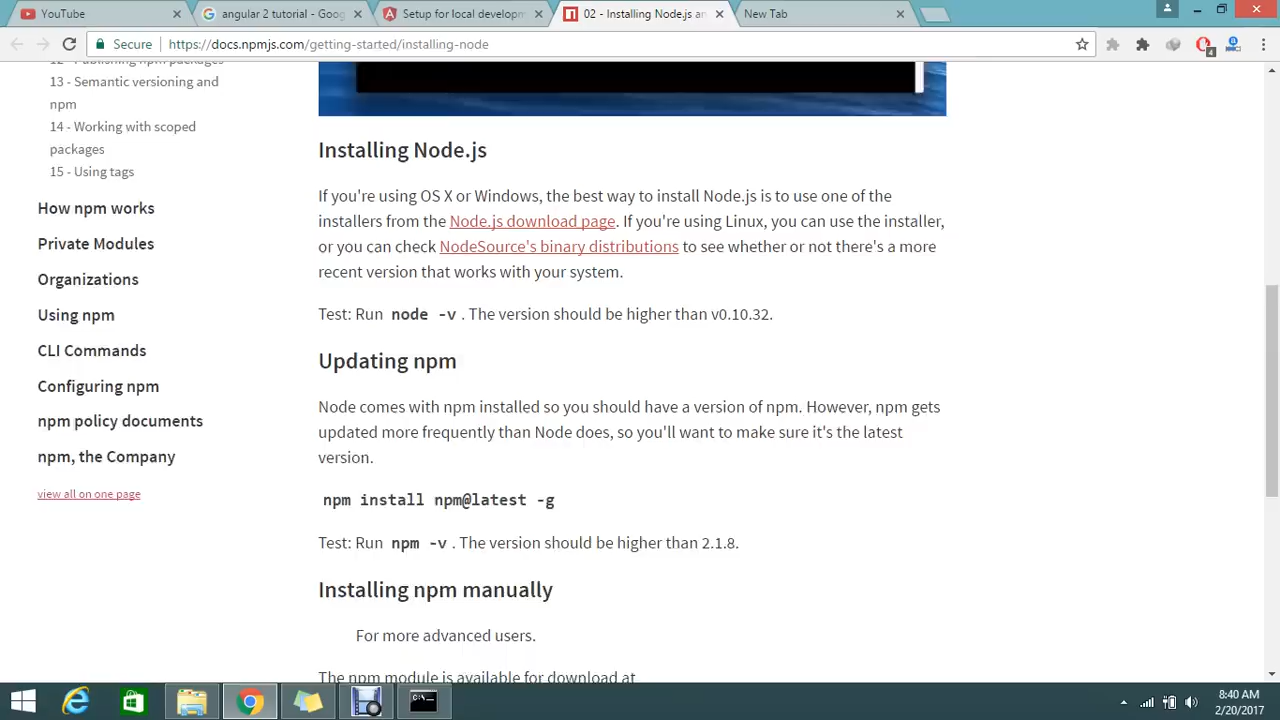 YouTube
angular 2 tutorial - Goog
Setup for local developm
02 - Installing Node.js an
New Tab
Secure
https://docs.npmjs.com/getting-started/installing-node
4
12 - Publishing npm packages
13 - Semantic versioning and
npm
14 - Working with scoped
packages
15 - Using tags
How npm works
Private Modules
Organizations
Using npm
CLI Commands
Configuring npm
npm policy documents
npm, the Company
view all on one page
Installing Node.js
If you're using OS X or Windows, the best way to install Node.js is to use one of the
installers from the Node.js download page. If you're using Linux, you can use the installer,
or you can check NodeSource's binary distributions to see whether or not there's a more
recent version that works with your system.
Test: Run node -v . The version should be higher than v0.10.32.
Updating npm
Node comes with npm installed so you should have a version of npm. However, npm gets
updated more frequently than Node does, so you'll want to make sure it's the latest
version.
npm install npm@latest -g
Test: Run npm -v . The version should be higher than 2.1.8.
Installing npm manually
For more advanced users.
The npm module is available for download at
8:40 AM
2/20/2017